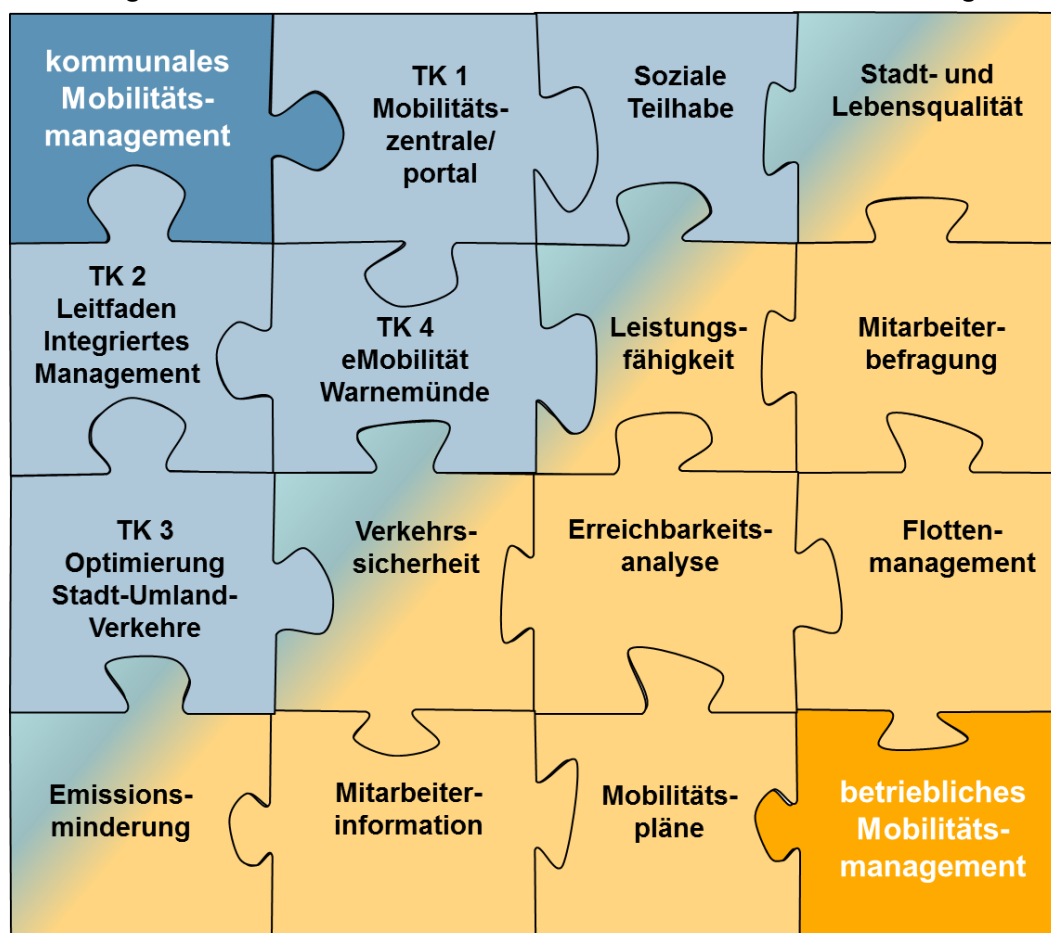 kommunales
Mobilitäts-
management
TK 1
Mobilitäts-
zentrale/
portal
Soziale
Teilhabe
Stadt- und
Lebensqualität
TK 2
Leitfaden
Integriertes
Management
TK 4
eMobilität
Warnemünde
Leistungs-
fähigkeit
Mitarbeiter-
befragung
TK 3
Optimierung
Stadt-Umland-
Verkehre
Verkehrs-
sicherheit
Erreichbarkeits-
analyse
Flotten-
management
Emissions-
minderung
Mitarbeiter-
information
Mobilitäts-
pläne
betriebliches
Mobilitäts-
management